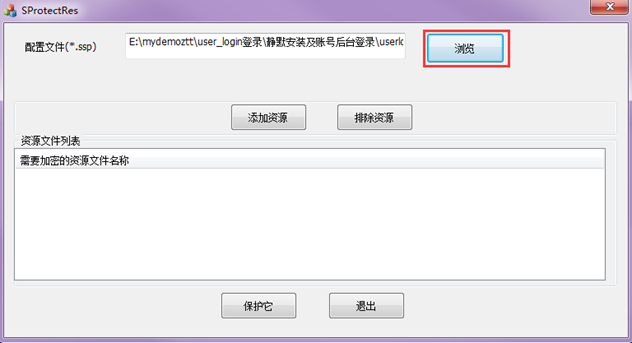 SProtectRes
配置文件(*.ssp)
E:\mydemoztt\user_login登录\静默安装及账号后台登录\userlo
浏览
添加资源
排除资源
资源文件列表
需要加密的资源文件名称
保护它
退出